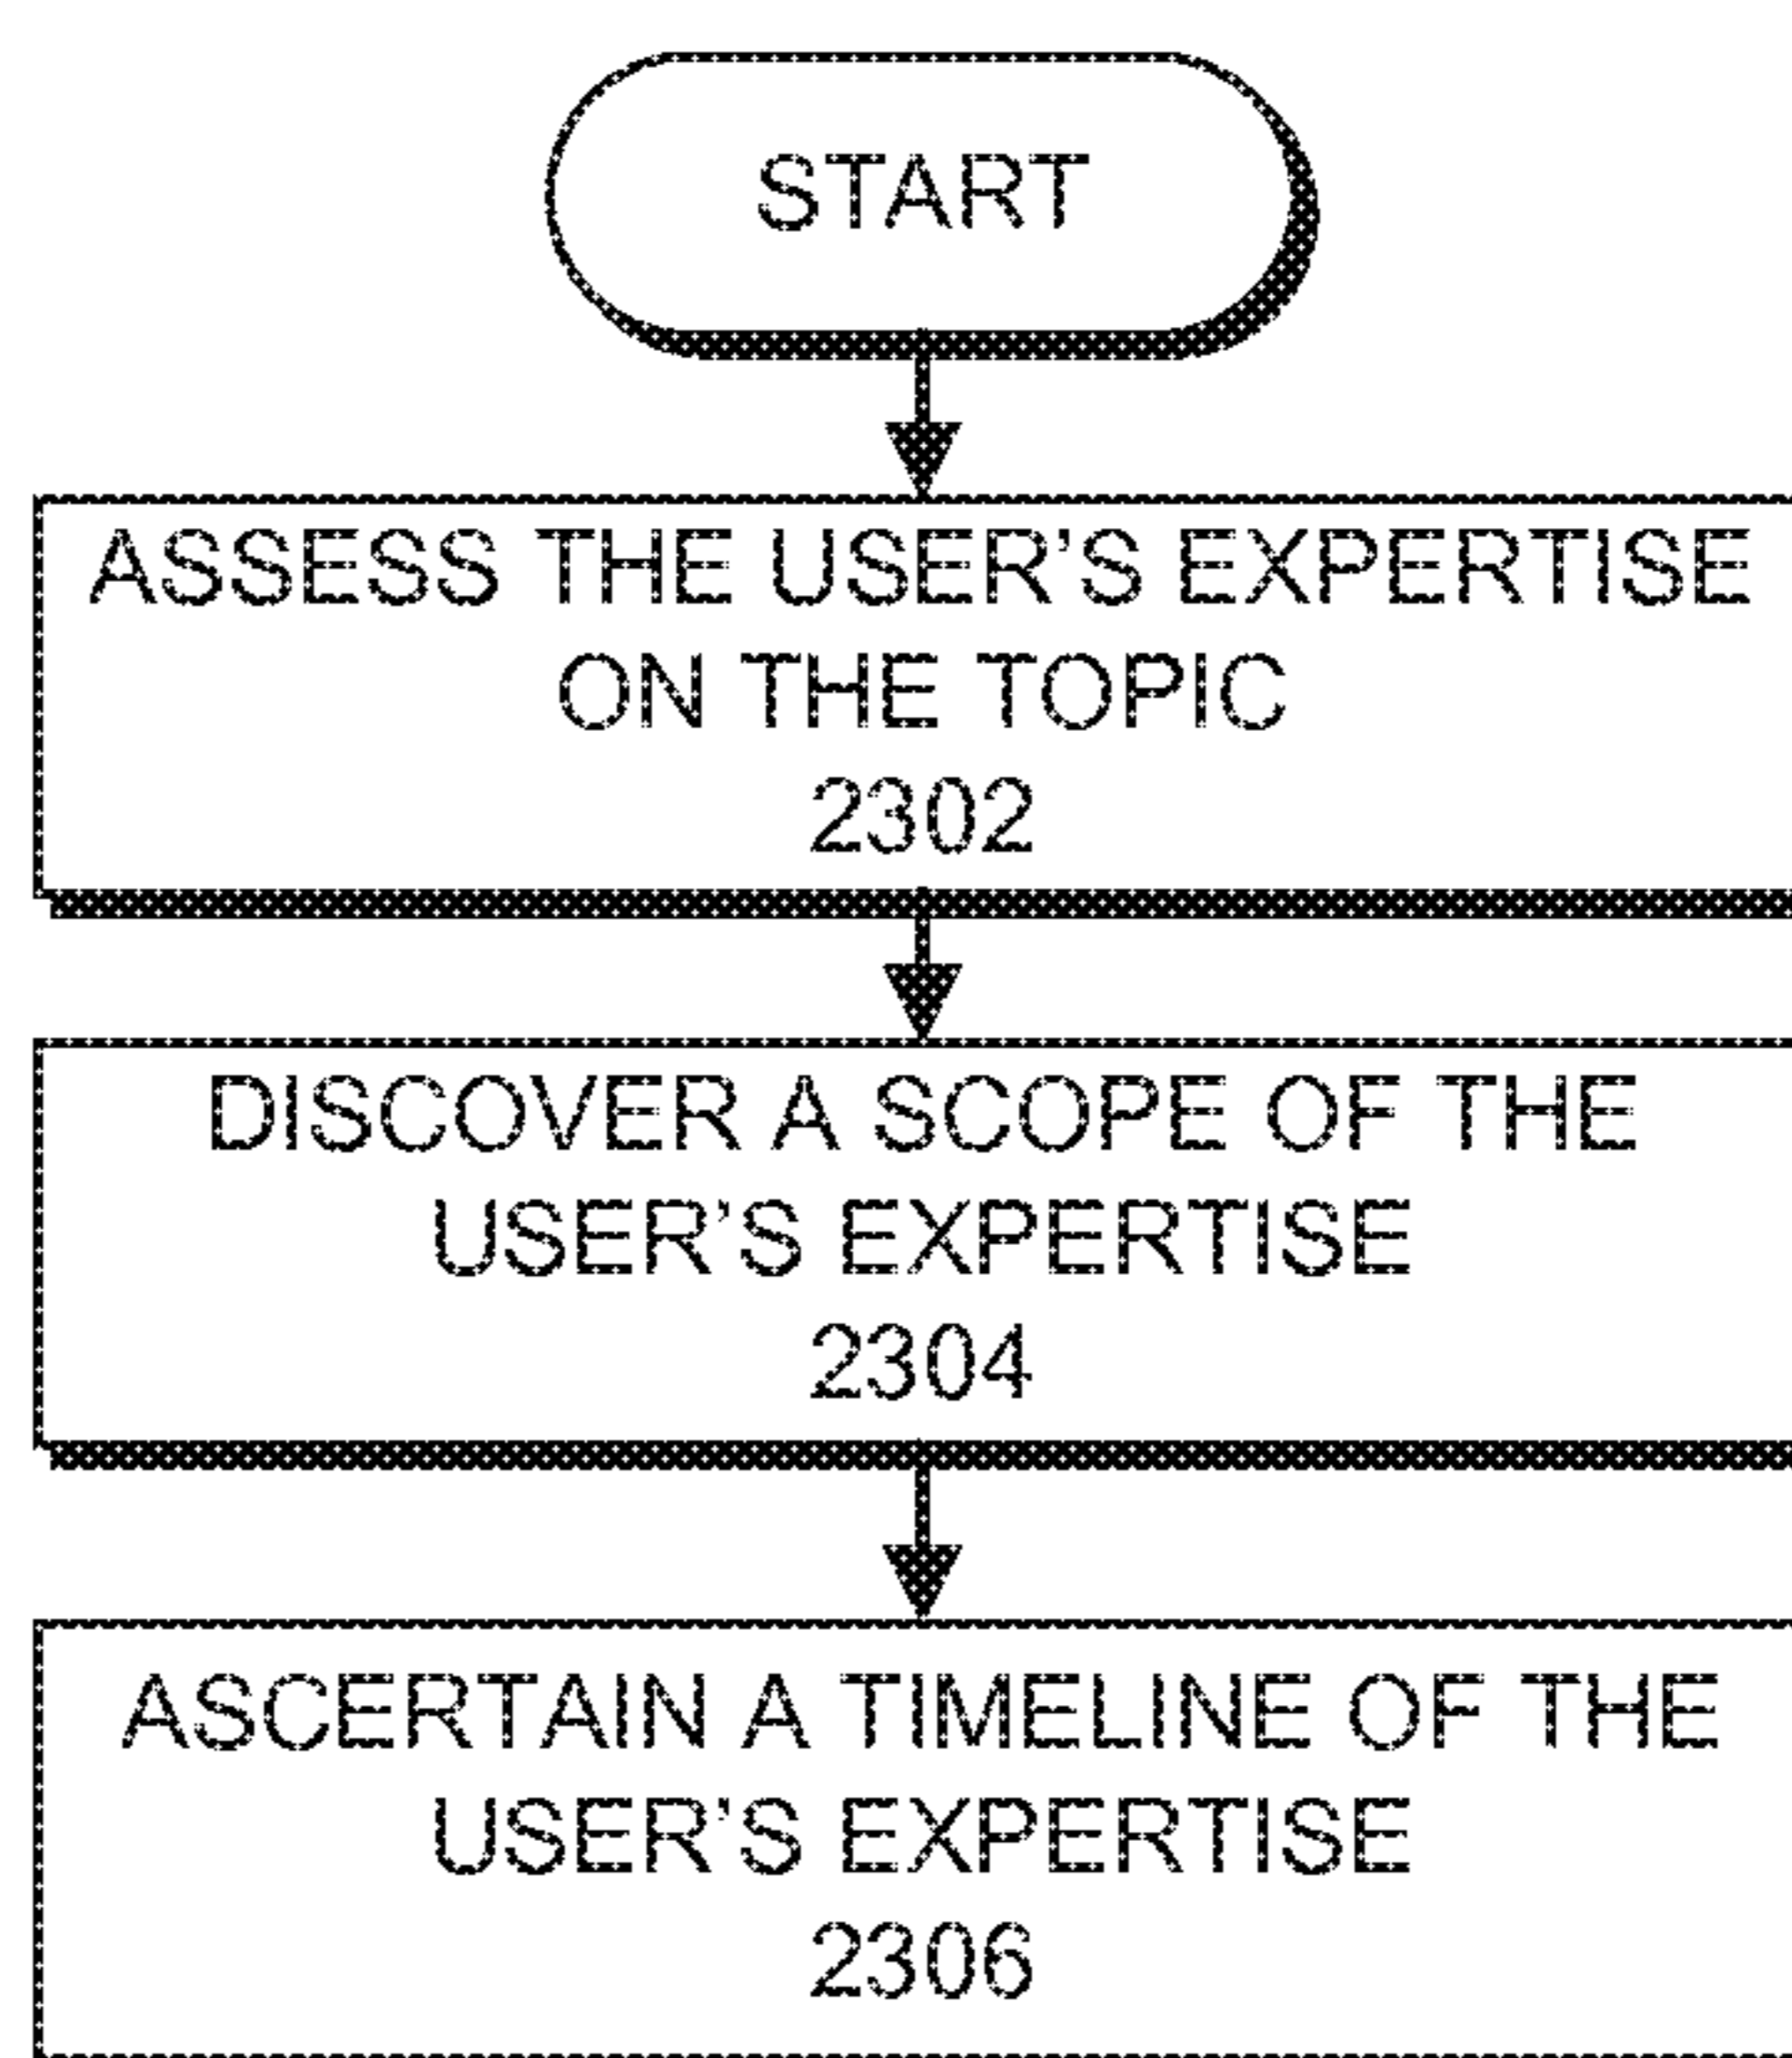 START
ASSESS THE USER’S EXPERTISE
ON THE TOPIC
2302
DISCOVER A SCOPE OF THE
USER’S EXPERTISE
2304
ASCERTAIN A TIMELINE OF THE
USER’S EXPERTISE
2306